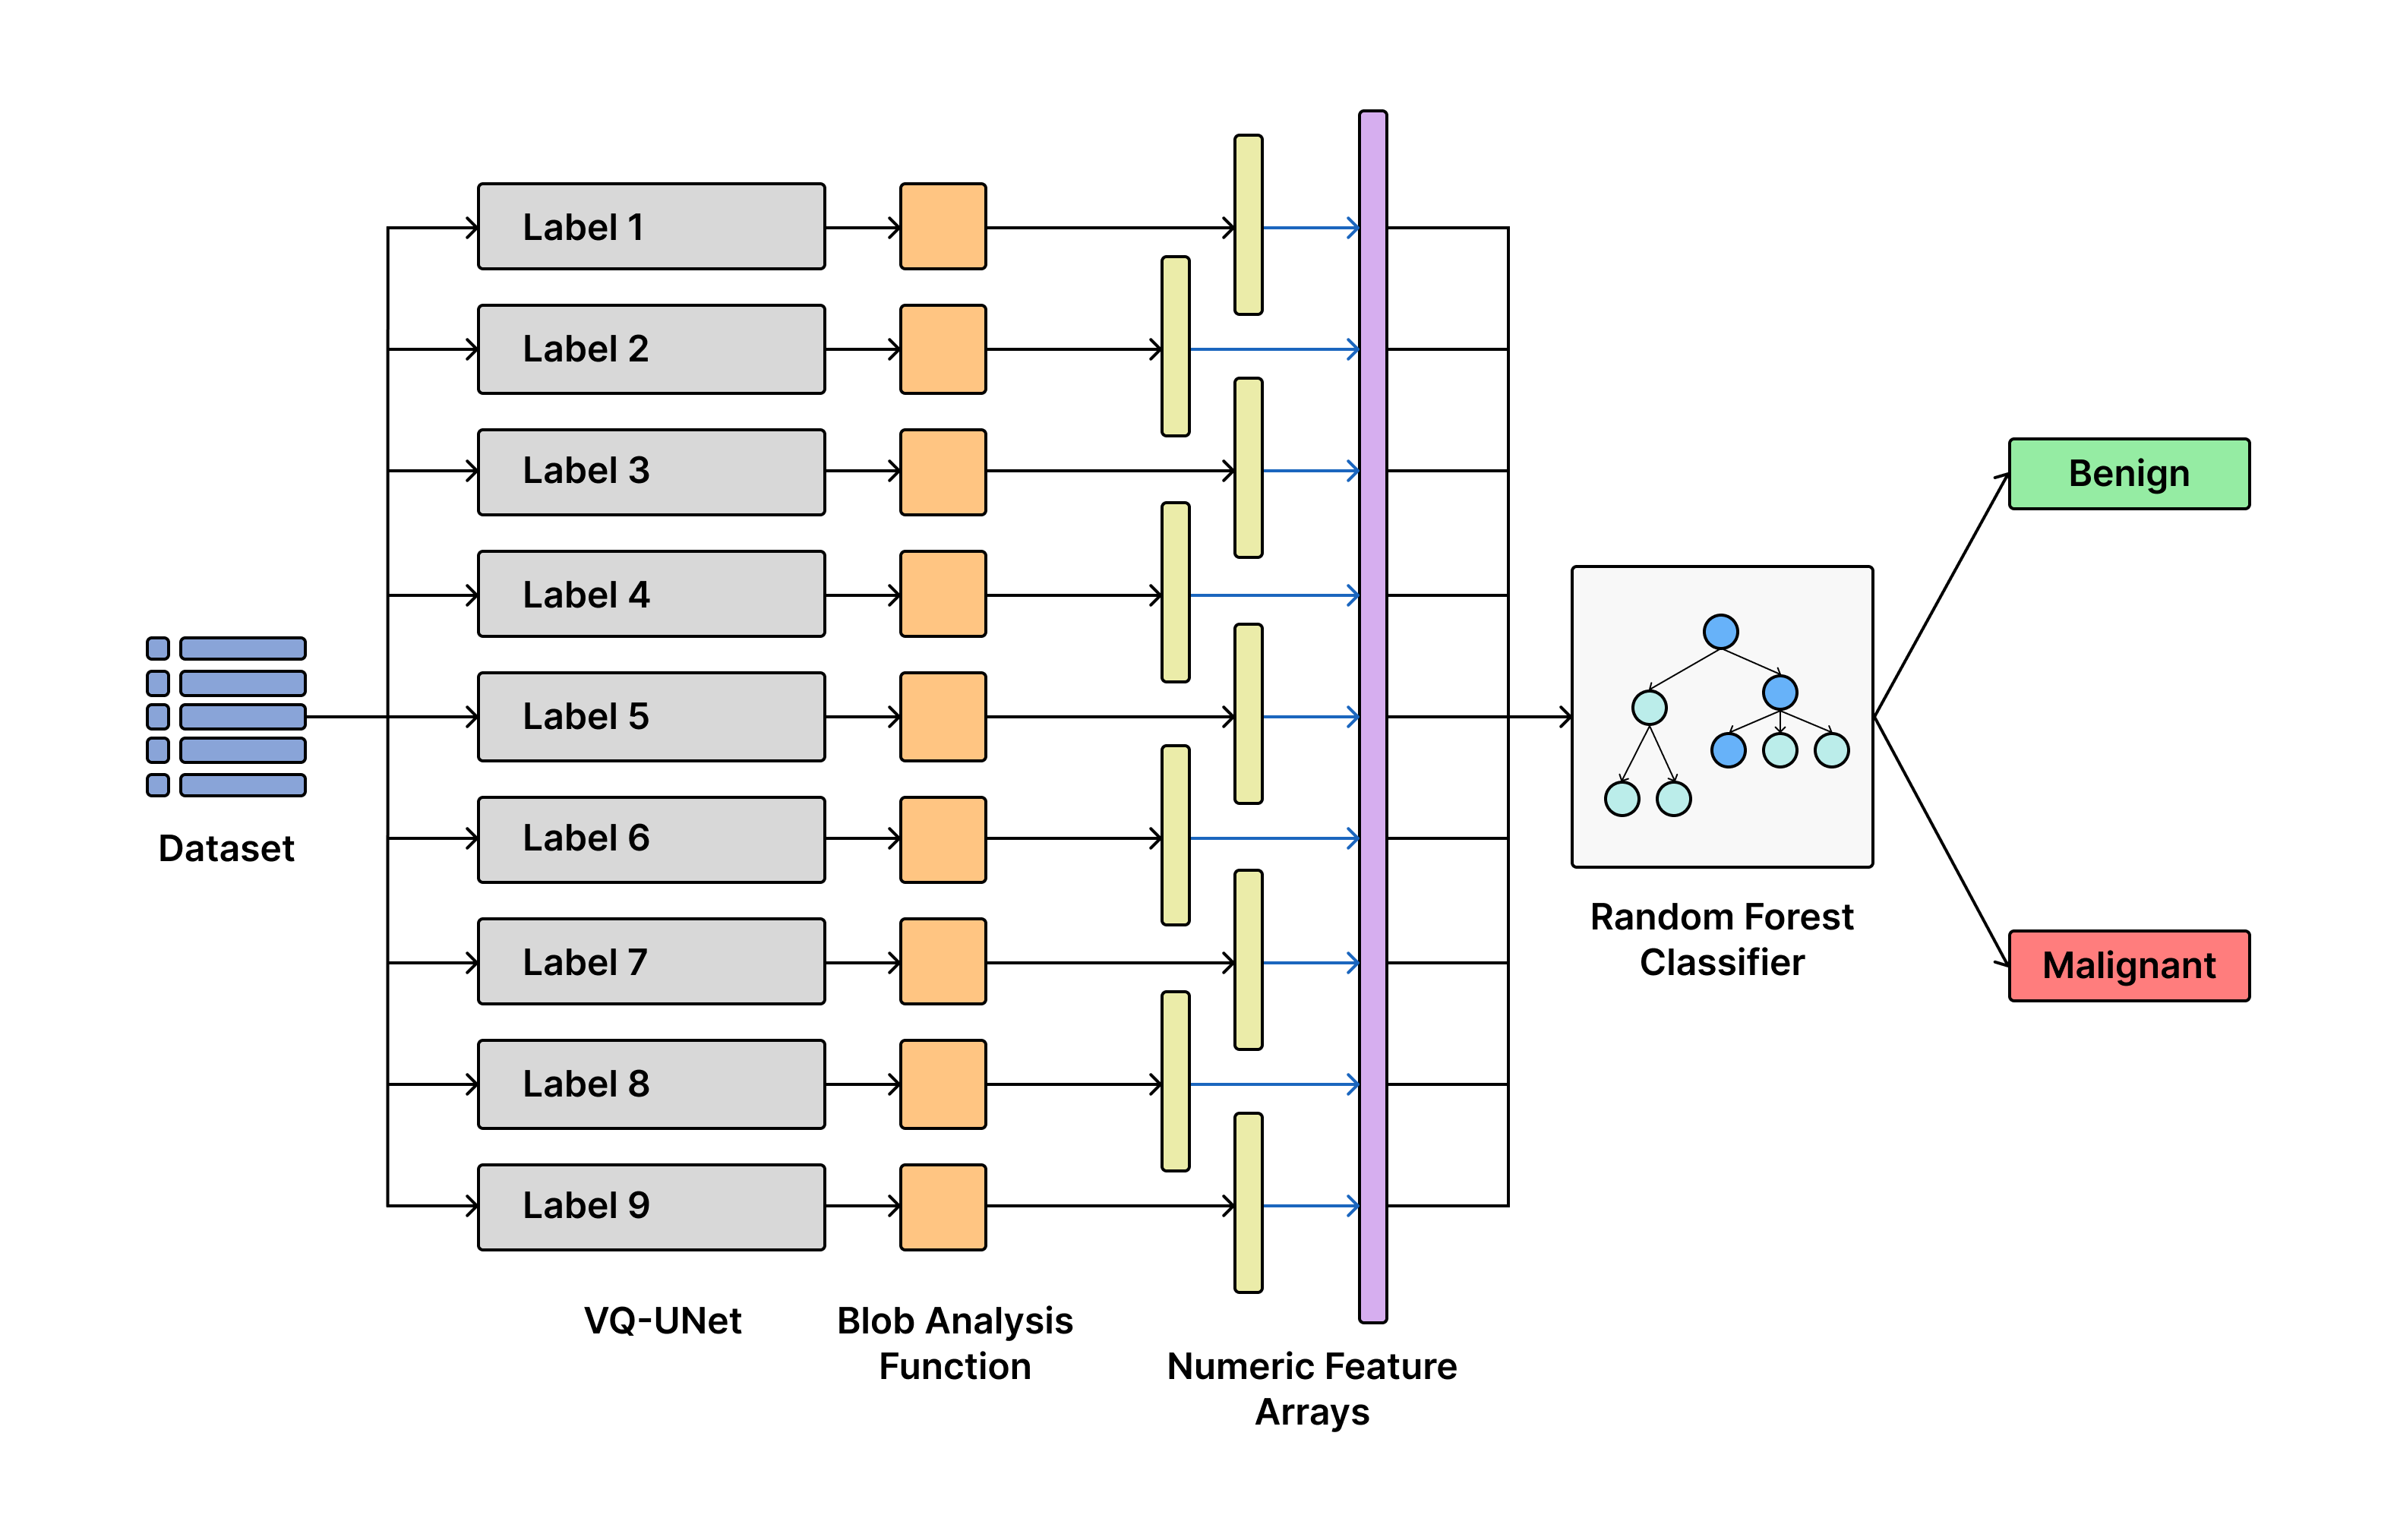 Label 1
Label 2
Label 3
Label 4
Label 5
Label 6
Label 7
Label 8
Label 9
Dataset
VQ-UNet
Blob Analysis
Function
Numeric Feature
Arrays
Random Forest
Classifier
Benign
Malignant